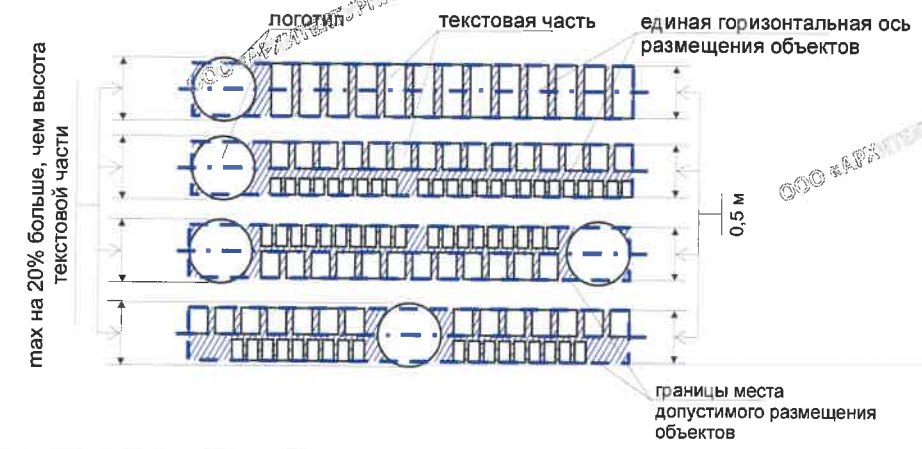 логотип
текстовая часть
единая горизонтальная ось
размещения объектов
max на 20% больше, чем высота
текстовой части
0,5 м
границы места
допустимого размещения
объектов